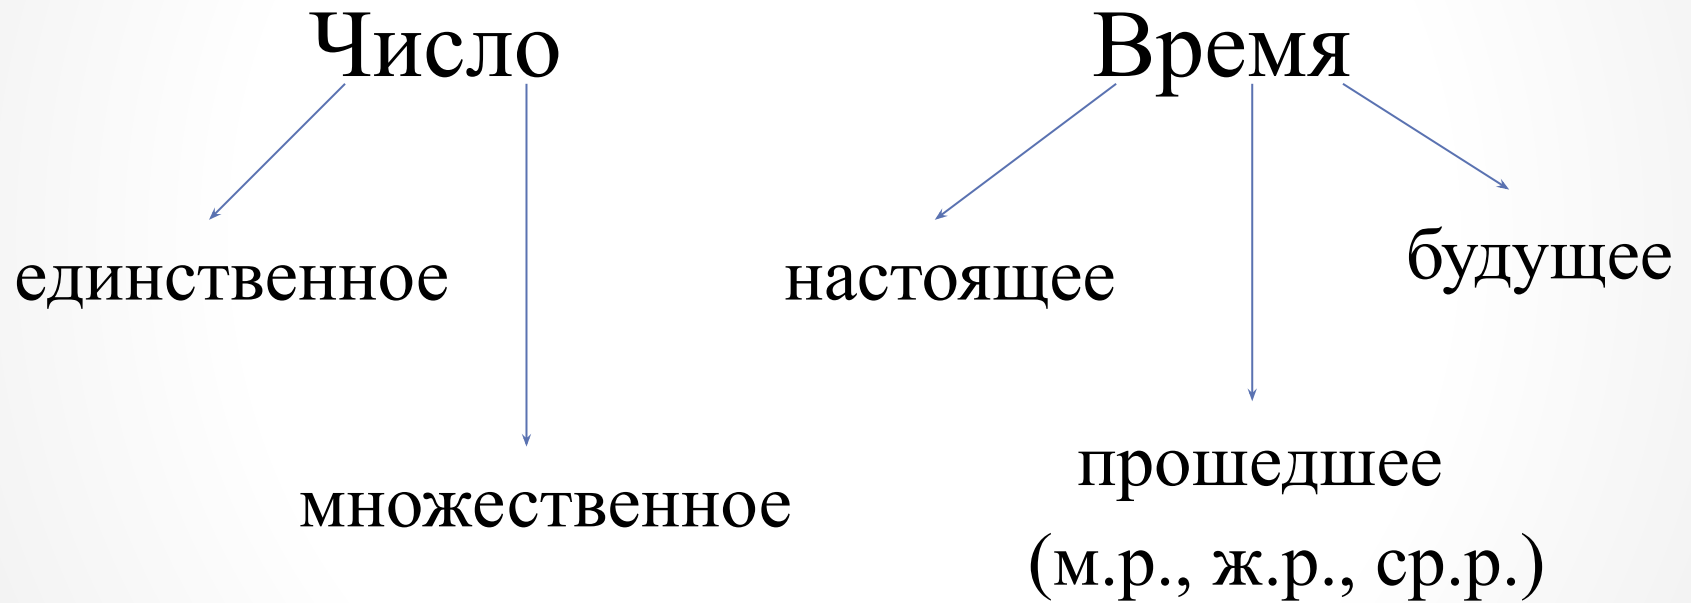 Число
Время
единственное
настоящее
будущее
множественное
прошедшее
(м.р., ж.р., ср.р.)